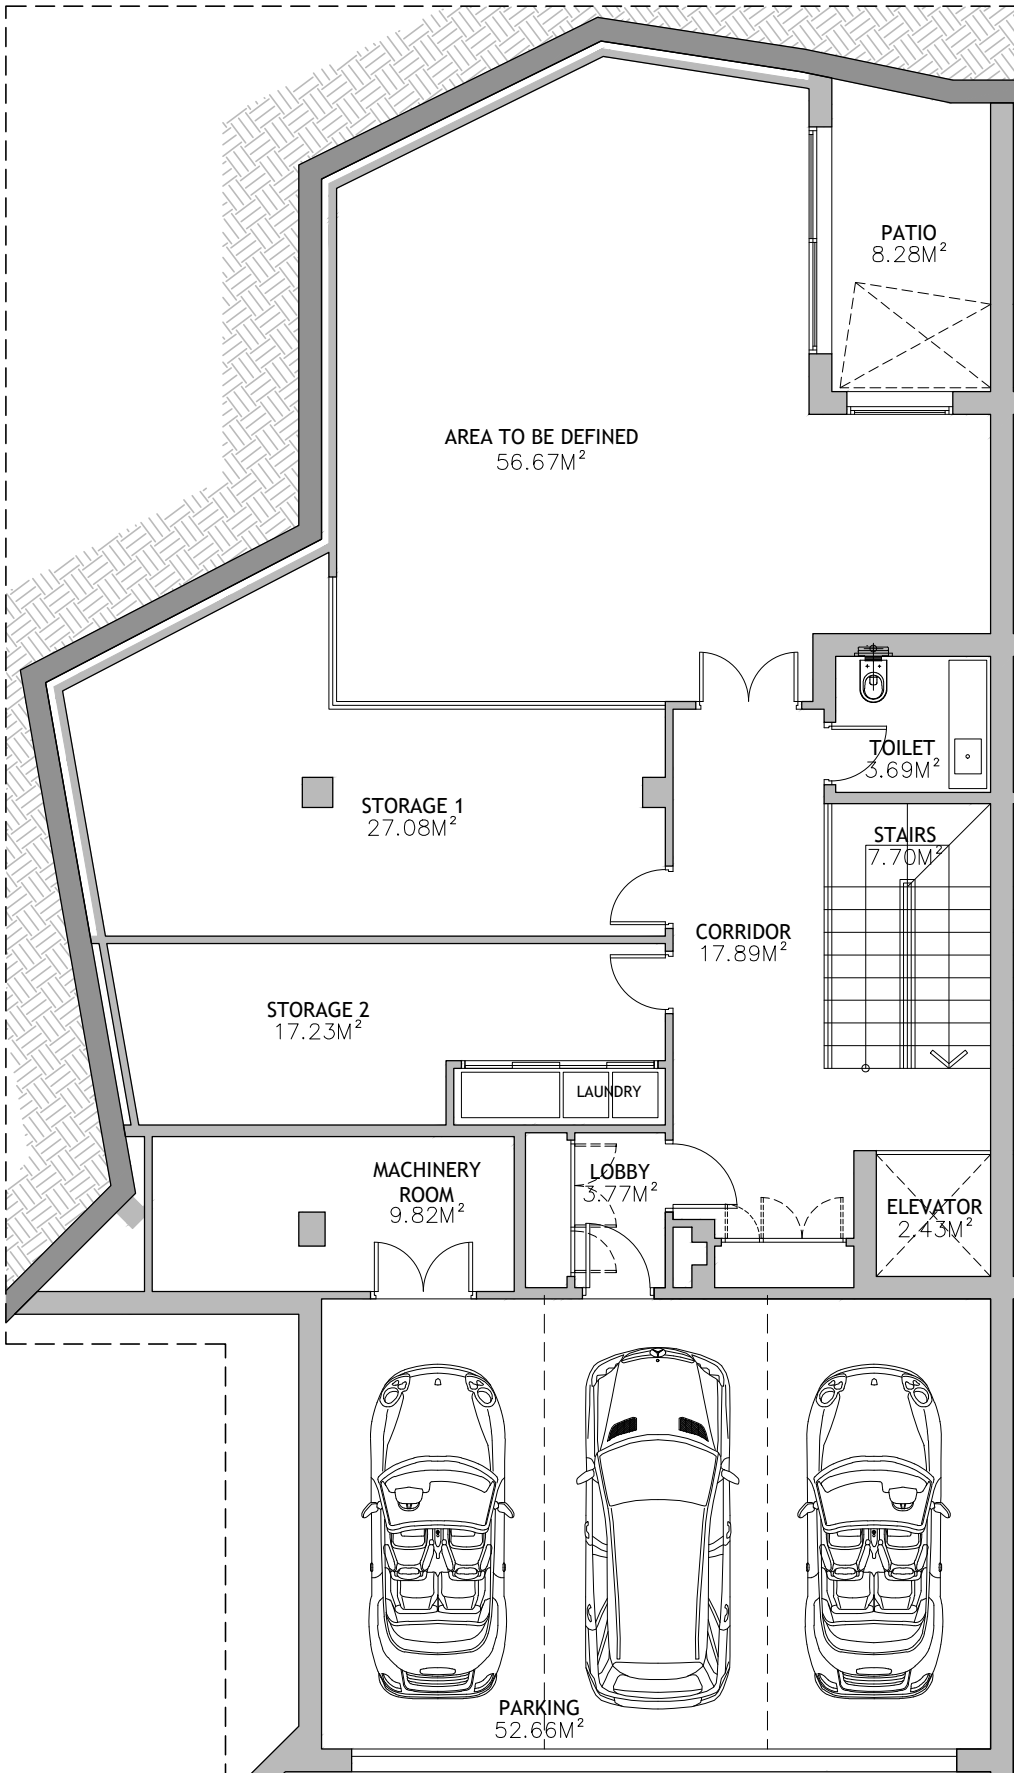 PATIO
8.28M²
AREA TO BE DEFINED
56.67M²
TOILET
3.69M²
STORAGE 1
27.08M²
STAIRS
7.70M²
CORRIDOR
17.89M²
STORAGE 2
17.23M²
LAUNDRY
MACHINERY
ROOM
9.82M²
LOBBY
3.77M²
ELEVATOR
2.43M²
PARKING
52.66M²